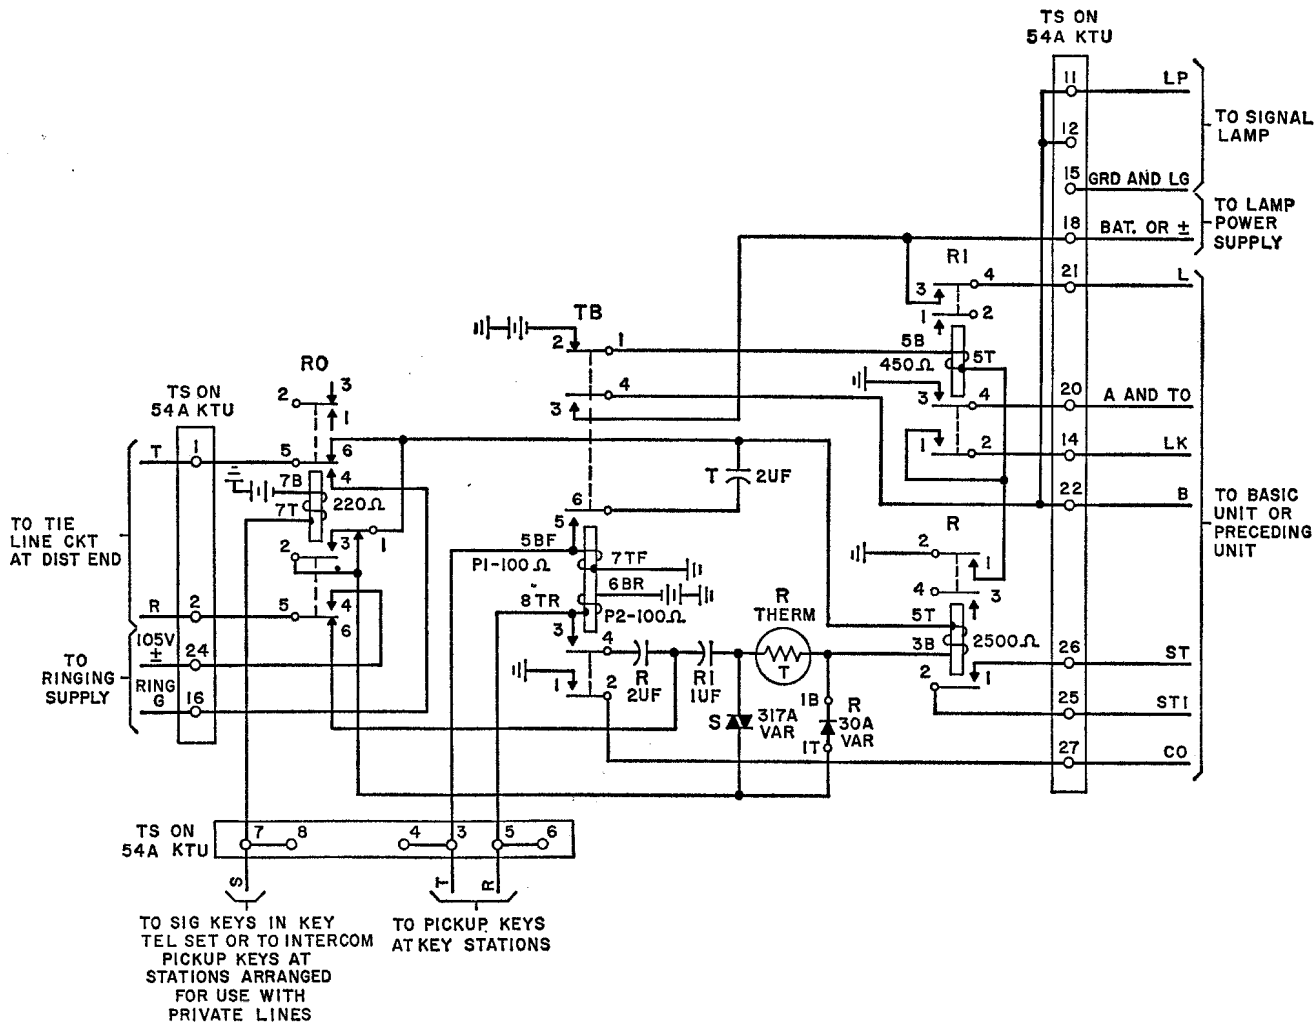 TS ON
54A KTU
11
LP
12
TO SIGNAL
LAMP
15
GRD AND LG
18
BAT. OR ±
TO LAMP
POWER
SUPPLY
R1
3
4
21
L
1
2
TB
2
1
5B
5T
450Ω
4
3
3
4
20
A AND TO
1
2
14
LK
22
B
TO BASIC
UNIT OR
PRECEDING
UNIT
RO
2
3
1
TS ON
54A KTU
T
1
5
6
4
7B
7T
220Ω
TO TIE
LINE CKT
AT DIST END
2
3
1
R
2
5
4
6
105V
±
24
TO
RINGING
SUPPLY
RING
G
16
T
2UF
6
5
5BF
P1-100Ω
7TF
6BR
8TR
P2-100Ω
3
4
1
2
R
2UF
R1
1UF
R
THERM
T
S
317A
VAR
1B
R
30A
VAR
1T
R
2
1
4
3
5T
3B
2500Ω
2
1
26
ST
25
ST1
27
CO
TS ON
54A KTU
7
8
4
3
5
6
S
T
R
TO SIG KEYS IN KEY
TEL SET OR TO INTERCOM
PICKUP KEYS AT
STATIONS ARRANGED
FOR USE WITH
PRIVATE LINES
TO PICKUP KEYS
AT KEY STATIONS